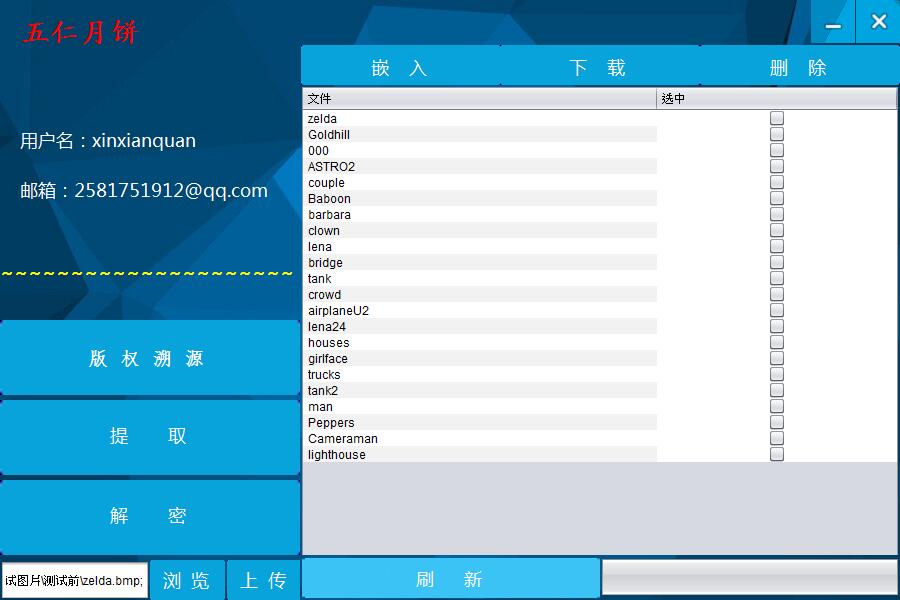 五仁月饼
用户名：xinxianquan
邮箱：2581751912@qq.com
~~~~~~~~~~~~~~~~~~~~~
版权溯源
提 取
解 密
试图片\测试前\zelda.bmp;
浏览
上传
嵌 入
下 载
删 除
文件 选中
zelda
Goldhill
000
ASTRO2
couple
Baboon
barbara
clown
lena
bridge
tank
crowd
airplaneU2
lena24
houses
girlface
trucks
tank2
man
Peppers
Cameraman
lighthouse
刷 新